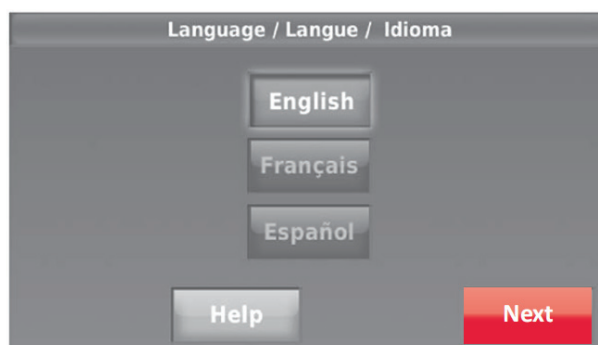 Language / Langue / Idioma
English
Français
Español
Help
Next